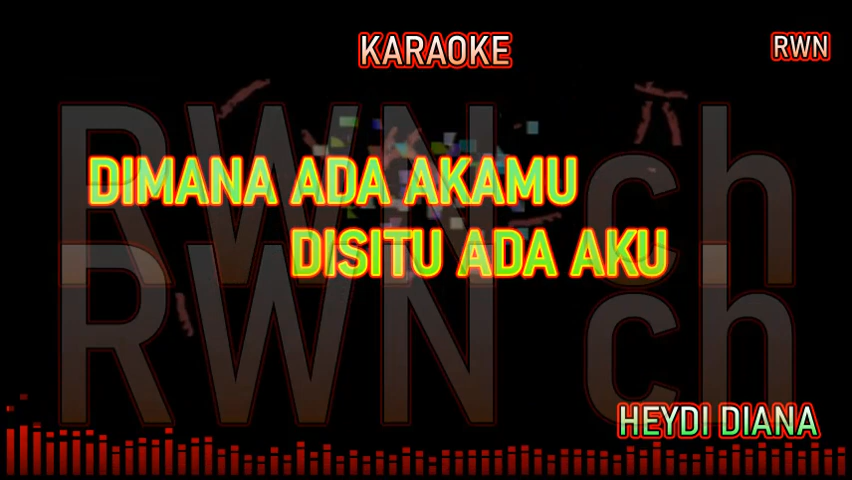 KARAOKE
RWN
DIMANA ADA AKAMU
DISITU ADA AKU
RWN ch
RWN ch
HEYDI DIANA